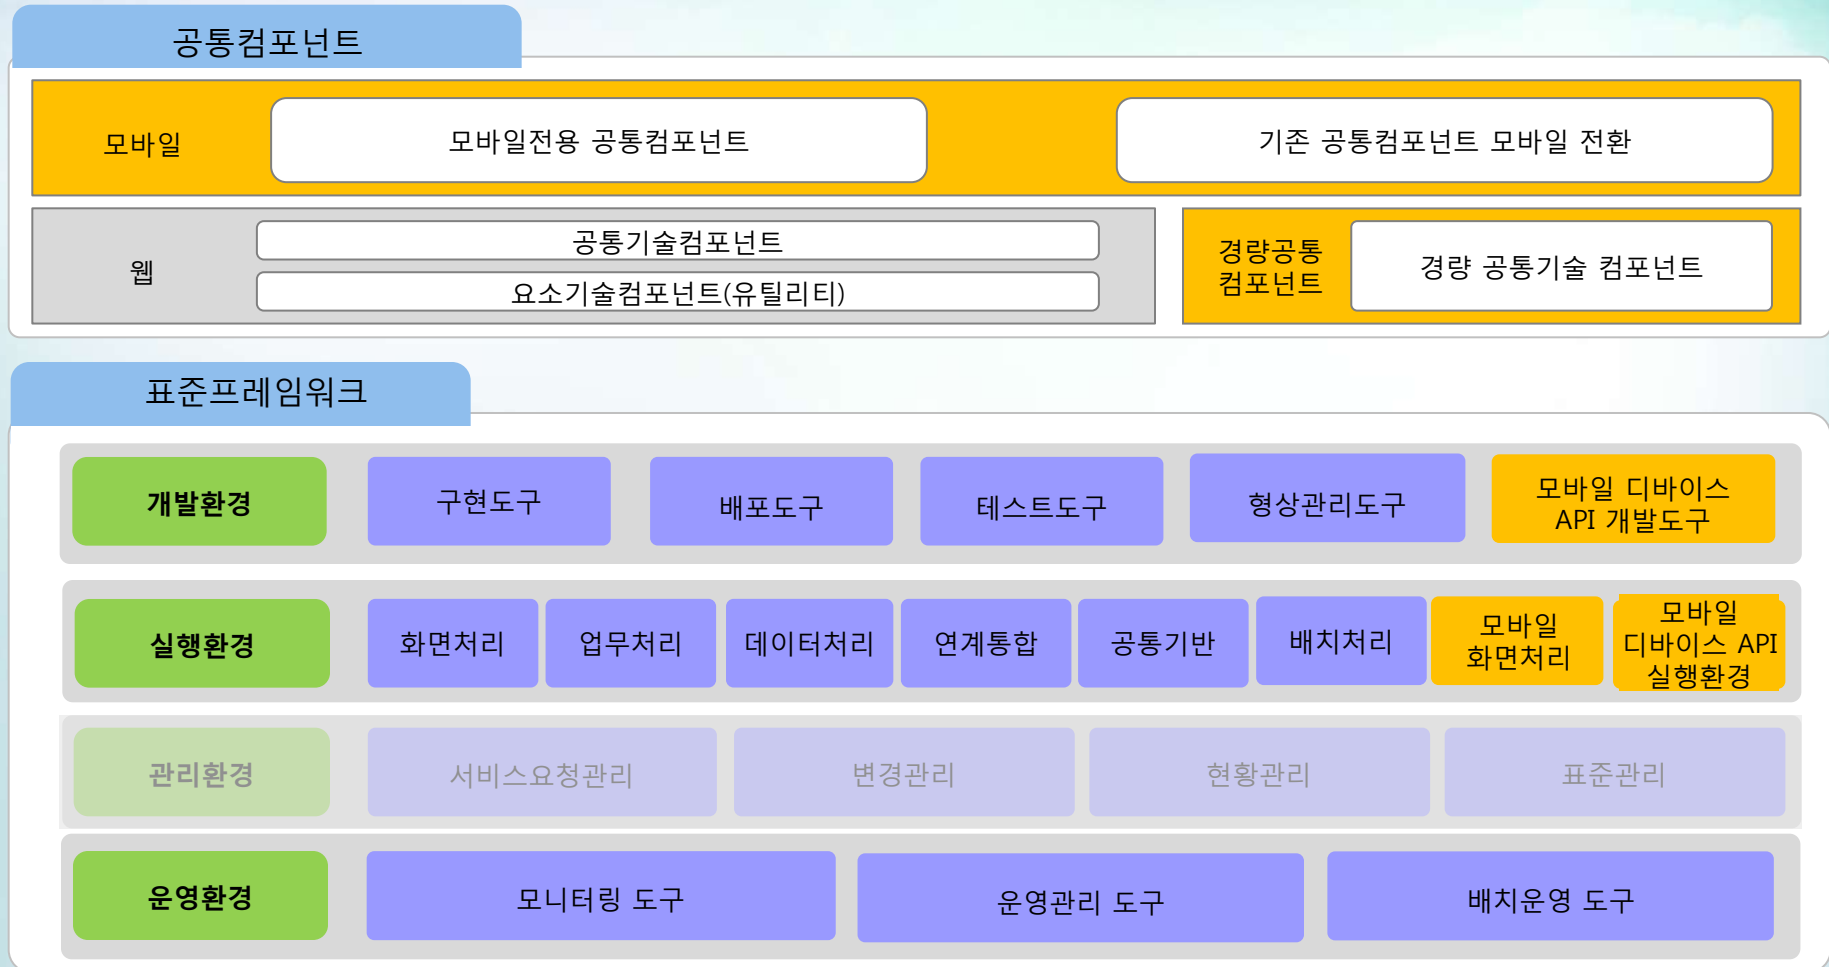 공통컴포넌트
모바일
모바일전용 공통컴포넌트
기존 공통컴포넌트 모바일 전환
웹
공통기술컴포넌트
요소기술컴포넌트(유틸리티)
경량공통
컴포넌트
경량 공통기술 컴포넌트
표준프레임워크
개발환경
구현도구
배포도구
테스트도구
형상관리도구
모바일 디바이스
API 개발도구
실행환경
화면처리
업무처리
데이터처리
연계통합
공통기반
배치처리
모바일
화면처리
모바일
디바이스 API
실행환경
관리환경
서비스요청관리
변경관리
현황관리
표준관리
운영환경
모니터링 도구
운영관리 도구
배치운영 도구